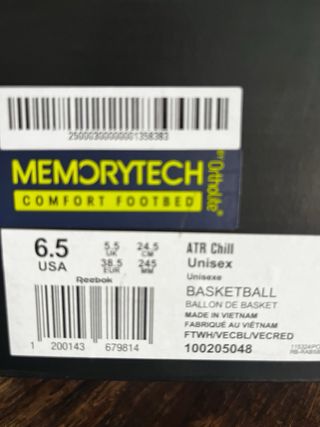 25000300000001358383
MEMORYTECH
BY Ortholite®
COMFORT FOOTBED
6.5
USA
5.5
UK
38.5
EUR
24.5
CM
245
MM
Reebok
1 200143 679814
ATR Chill
Unisex
Unisexe
BASKETBALL
BALLON DE BASKET
MADE IN VIETNAM
FABRIQUÉ AU VIÊTNAM
FTWH/VECBL/VECRED
100205048